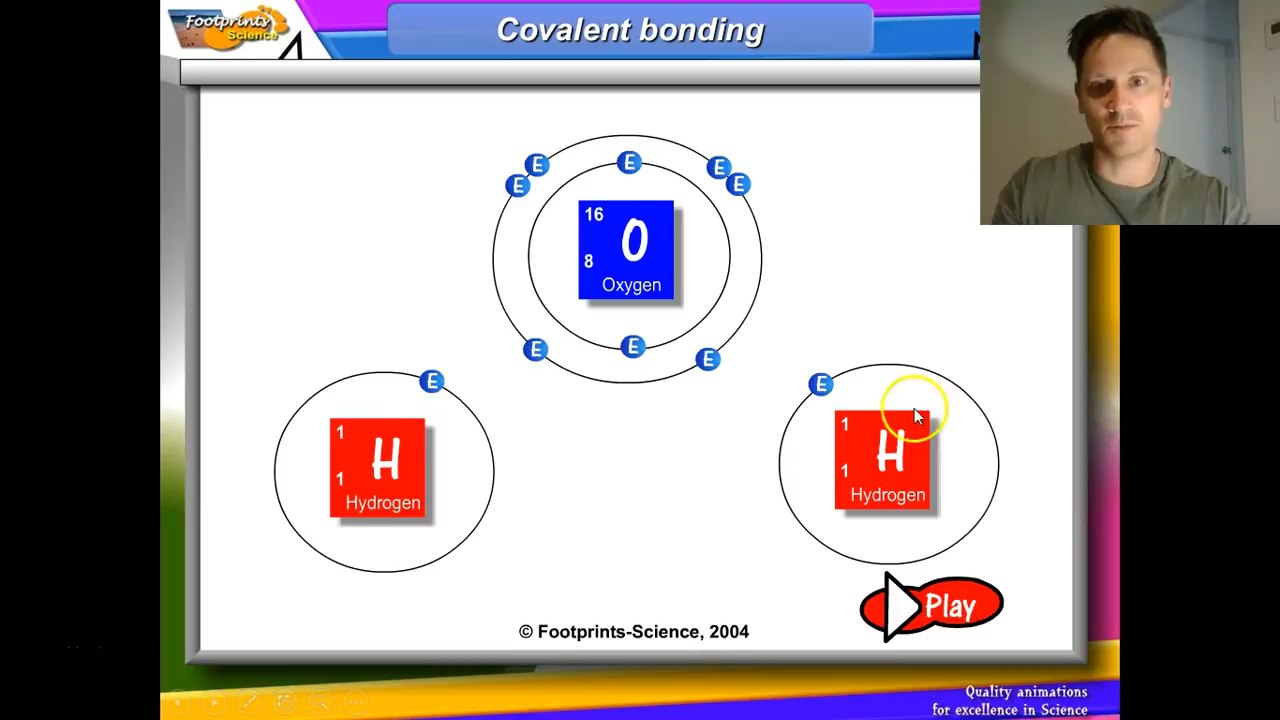 Footprints
Science
Covalent bonding
E
E
E
E
E
16
O
8
Oxygen
E
E
E
E
E
1
H
1
Hydrogen
1
H
1
Hydrogen
Play
© Footprints-Science, 2004
Quality animations
for excellence in Science